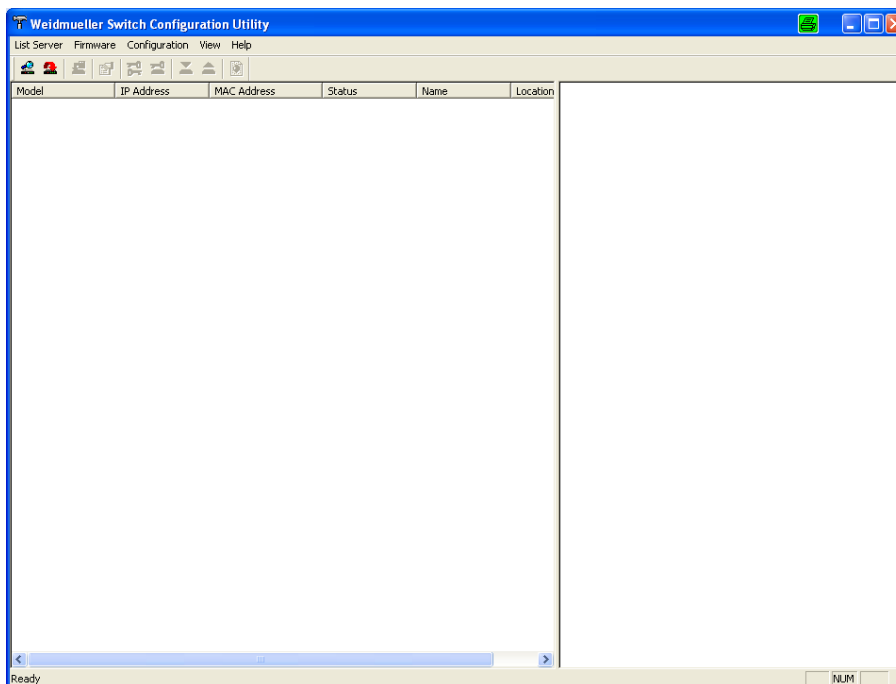 Weidmueller Switch Configuration Utility
List Server Firmware Configuration View Help
Model IP Address MAC Address Status Name Location
Ready NUM